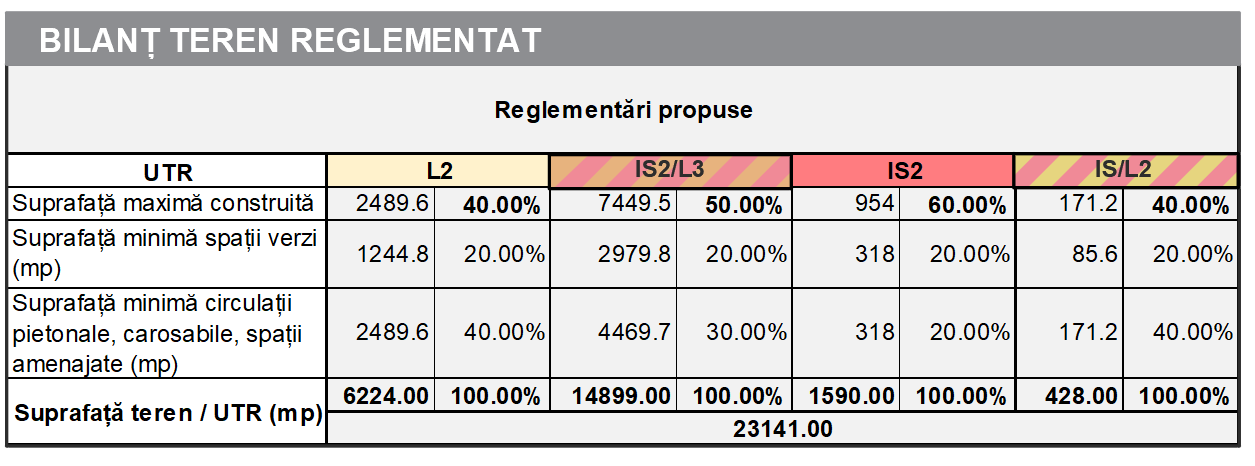 BILANȚ TEREN REGLEMENTAT
Reglementări propuse
UTR L2 IS2/L3 IS2 IS/L2
Suprafață maximă construită 2489.6 40.00% 7449.5 50.00% 954 60.00% 171.2 40.00%
Suprafață minimă spații verzi
(mp) 1244.8 20.00% 2979.8 20.00% 318 20.00% 85.6 20.00%
Suprafață minimă circulații
pietonale, carosabile, spații 2489.6 40.00% 4469.7 30.00% 318 20.00% 171.2 40.00%
amenajate (mp)
6224.00 100.00% 14899.00 100.00% 1590.00 100.00% 428.00 100.00%
Suprafață teren / UTR (mp)
23141.00